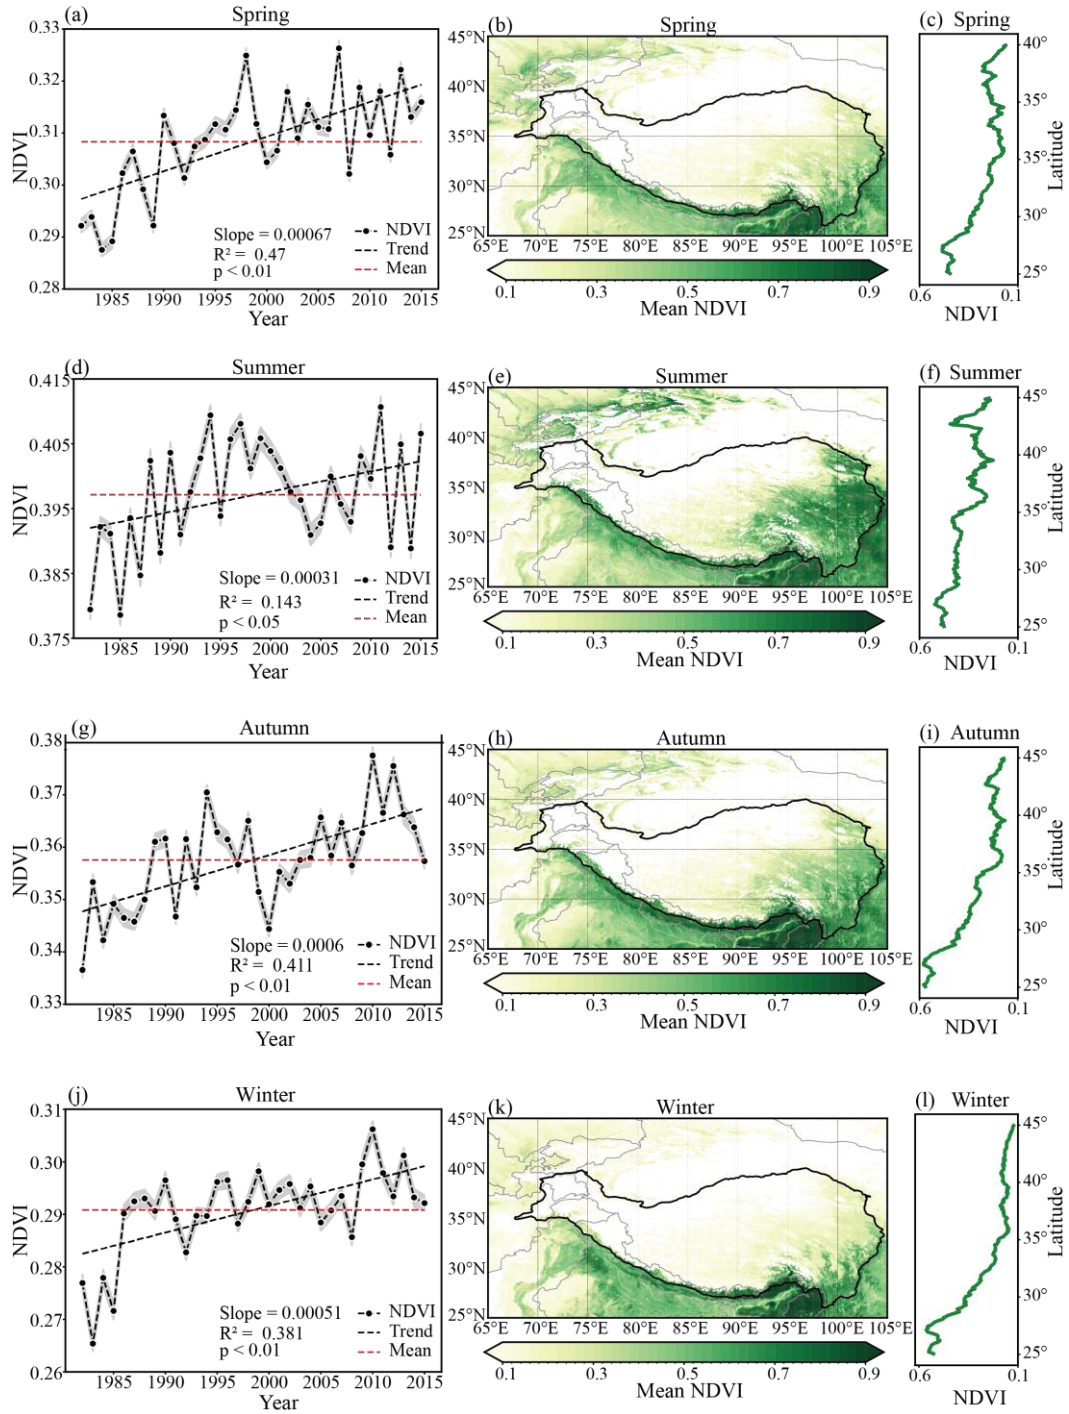 (a) Spring
0.33
0.32
0.31
0.30
0.29
0.28
NDVI
Slope = 0.00067
R² = 0.47
p < 0.01
NDVI
Trend
Mean
1985 1990 1995 2000 2005 2010 2015
Year
(b) Spring
45°N
40°N
35°N
30°N
25°N
65°E 70°E 75°E 80°E 85°E 90°E 95°E 100°E 105°E
0.1 0.3 0.6 0.9
Mean NDVI
(c) Spring
40°
35°
30°
25°
Latitude
0.6 0.1
NDVI
(d) Summer
0.415
0.405
0.395
0.385
0.375
NDVI
Slope = 0.00031
R² = 0.143
p < 0.05
NDVI
Trend
Mean
1985 1990 1995 2000 2005 2010 2015
Year
(e) Summer
45°N
40°N
35°N
30°N
25°N
65°E 70°E 75°E 80°E 85°E 90°E 95°E 100°E 105°E
0.1 0.5 0.7 0.9
Mean NDVI
(f) Summer
45°
40°
35°
30°
25°
Latitude
0.6 0.1
NDVI
(g) Autumn
0.38
0.37
0.36
0.35
0.34
0.33
NDVI
Slope = 0.0006
R² = 0.411
p < 0.01
NDVI
Trend
Mean
1985 1990 1995 2000 2005 2010 2015
Year
(h) Autumn
45°N
40°N
35°N
30°N
25°N
65°E 70°E 75°E 80°E 85°E 90°E 95°E 100°E 105°E
0.1 0.3 0.6 0.9
Mean NDVI
(i) Autumn
45°
40°
35°
30°
25°
Latitude
0.6 0.1
NDVI
(j) Winter
0.31
0.30
0.29
0.28
0.27
0.26
NDVI
Slope = 0.00051
R² = 0.381
p < 0.01
NDVI
Trend
Mean
1985 1990 1995 2000 2005 2010 2015
Year
(k) Winter
45°N
40°N
35°N
30°N
25°N
65°E 70°E 75°E 80°E 85°E 90°E 95°E 100°E 105°E
0.1 0.5 0.7 0.9
Mean NDVI
(l) Winter
45°
40°
35°
30°
25°
Latitude
0.6 0.1
NDVI